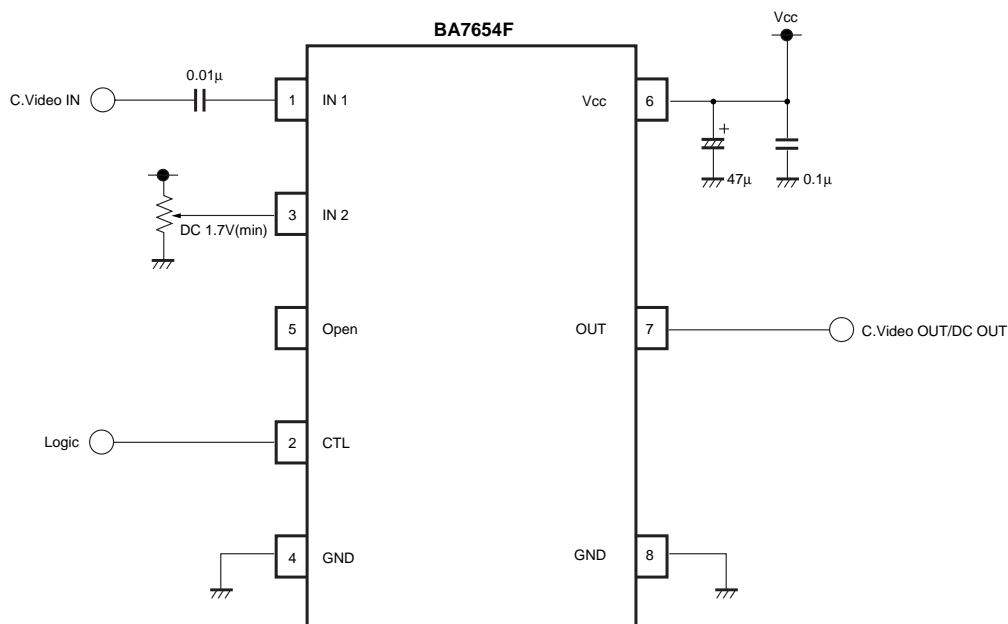 BA7654F
Vcc
0.01μ
C.Video IN
1 IN 1
Vcc 6
+
47μ
0.1μ
DC 1.7V(min)
3 IN 2
5 Open
OUT 7
C.Video OUT/DC OUT
Logic
2 CTL
4 GND
GND 8